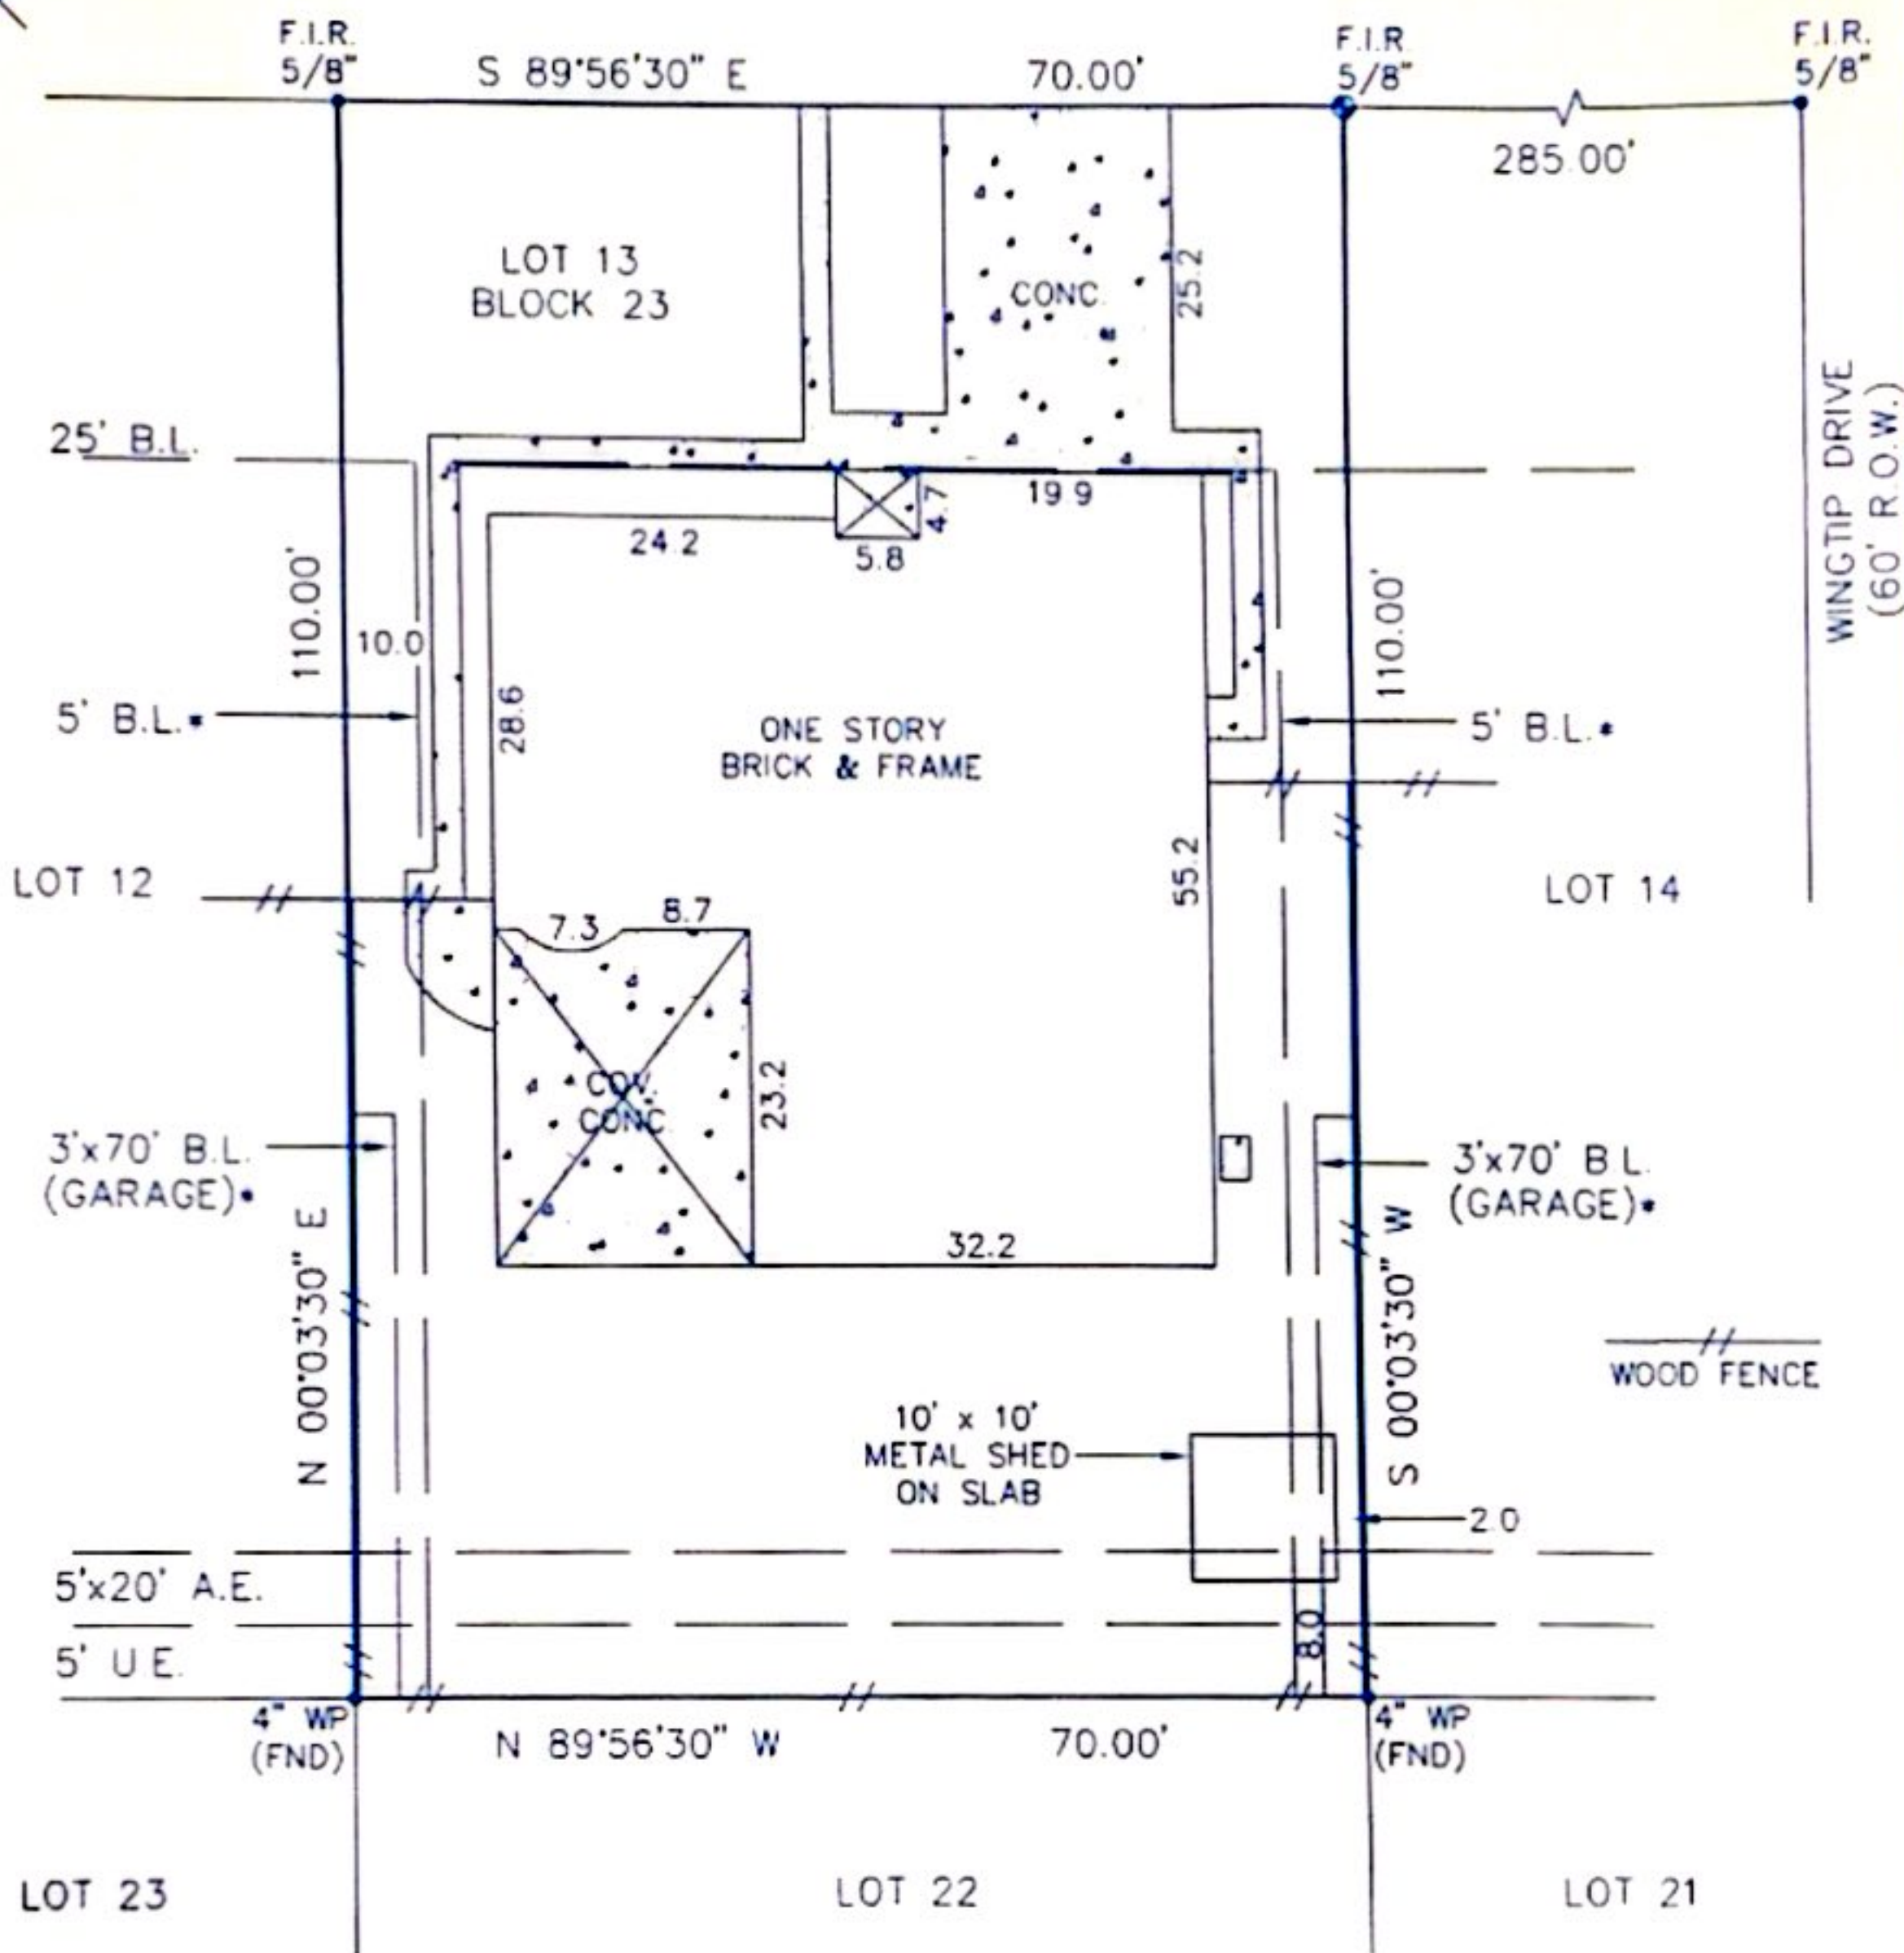 F.I.R.
5/8"
S 89°56'30" E
70.00'
F.I.R
5/8"
F.I.R.
5/8"
285.00'
LOT 13
BLOCK 23
CONC.
25.2
WINGTIP DRIVE
(60' R.O.W.)
25' B.L.
24.2
5.8
4.7
19.9
110.00'
10.0
110.00'
5' B.L.*
28.6
ONE STORY
BRICK & FRAME
5' B.L.*
LOT 12
7.3
8.7
55.2
LOT 14
COV.
CONC.
23.2
3'x70' B.L.
(GARAGE)*
3'x70' B.L.
(GARAGE)*
32.2
N 00°03'30" E
S 00°03'30" W
WOOD FENCE
10' x 10'
METAL SHED
ON SLAB
2.0
5'x20' A.E.
8.0
5' U.E.
4" WP
(FND)
N 89°56'30" W
70.00'
4" WP
(FND)
LOT 23
LOT 22
LOT 21